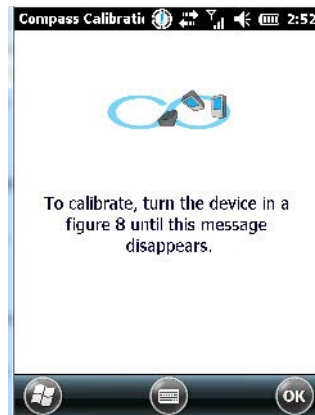 Compass Calibratic 2:52
To calibrate, turn the device in a
figure 8 until this message
disappears.
OK